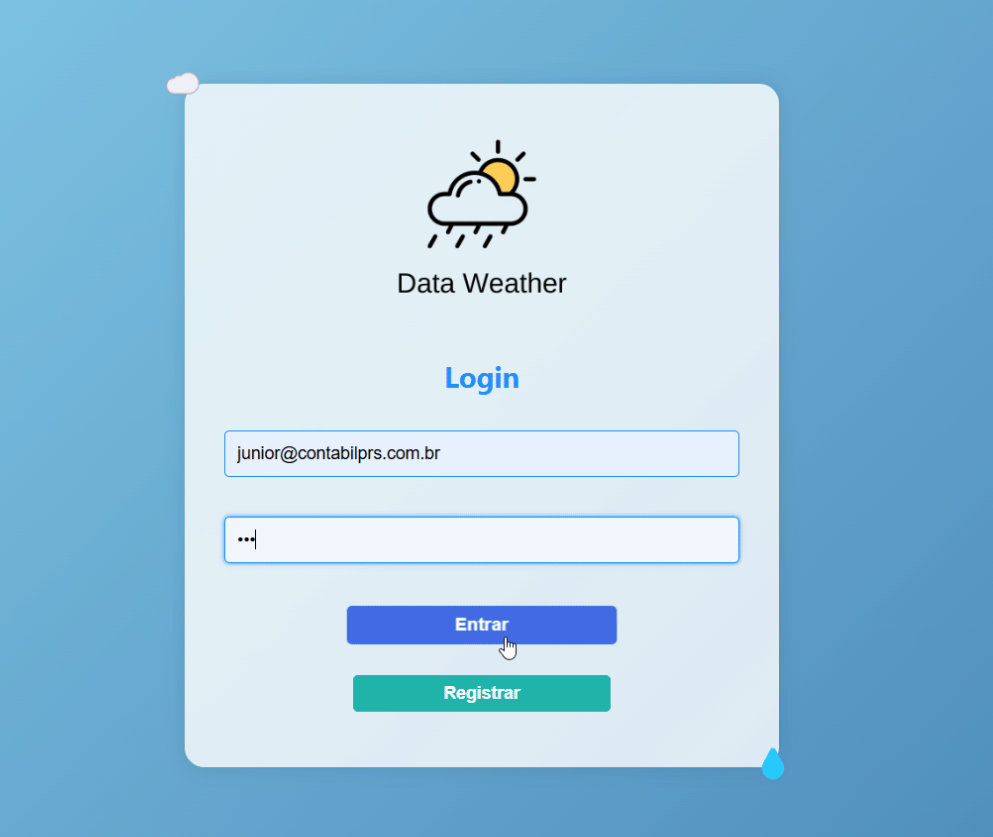 Data Weather
Login
junior@contabilprs.com.br
•••
Entrar
Registrar